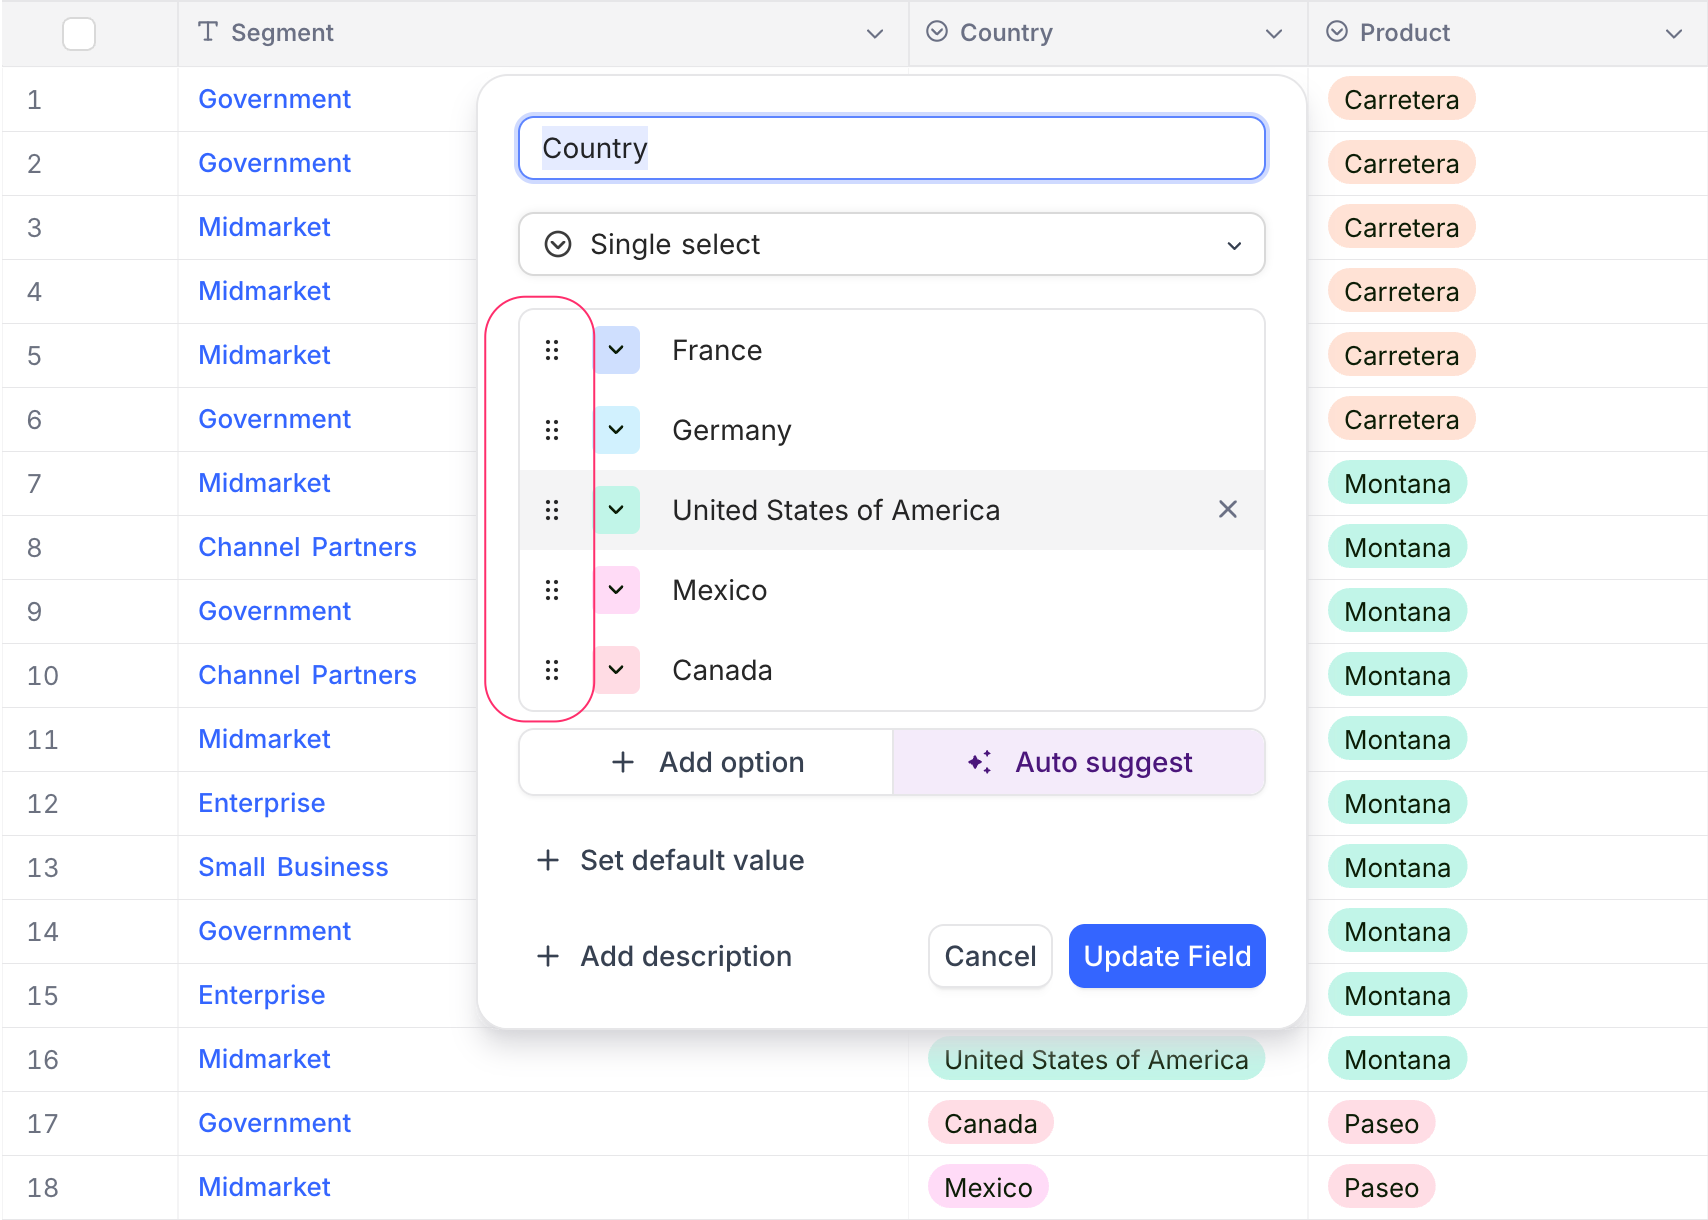 Segment Country Product
1 Government Carretera
2 Government Carretera
3 Midmarket Carretera
4 Midmarket Carretera
5 Midmarket Carretera
6 Government Carretera
7 Midmarket Montana
8 Channel Partners Montana
9 Government Montana
10 Channel Partners Montana
11 Midmarket Montana
12 Enterprise Montana
13 Small Business Montana
14 Government Montana
15 Enterprise Montana
16 Midmarket United States of America Montana
17 Government Canada Paseo
18 Midmarket Mexico Paseo
Country
Single select
France
Germany
United States of America
Mexico
Canada
Add option Auto suggest
Set default value
Add description Cancel Update Field